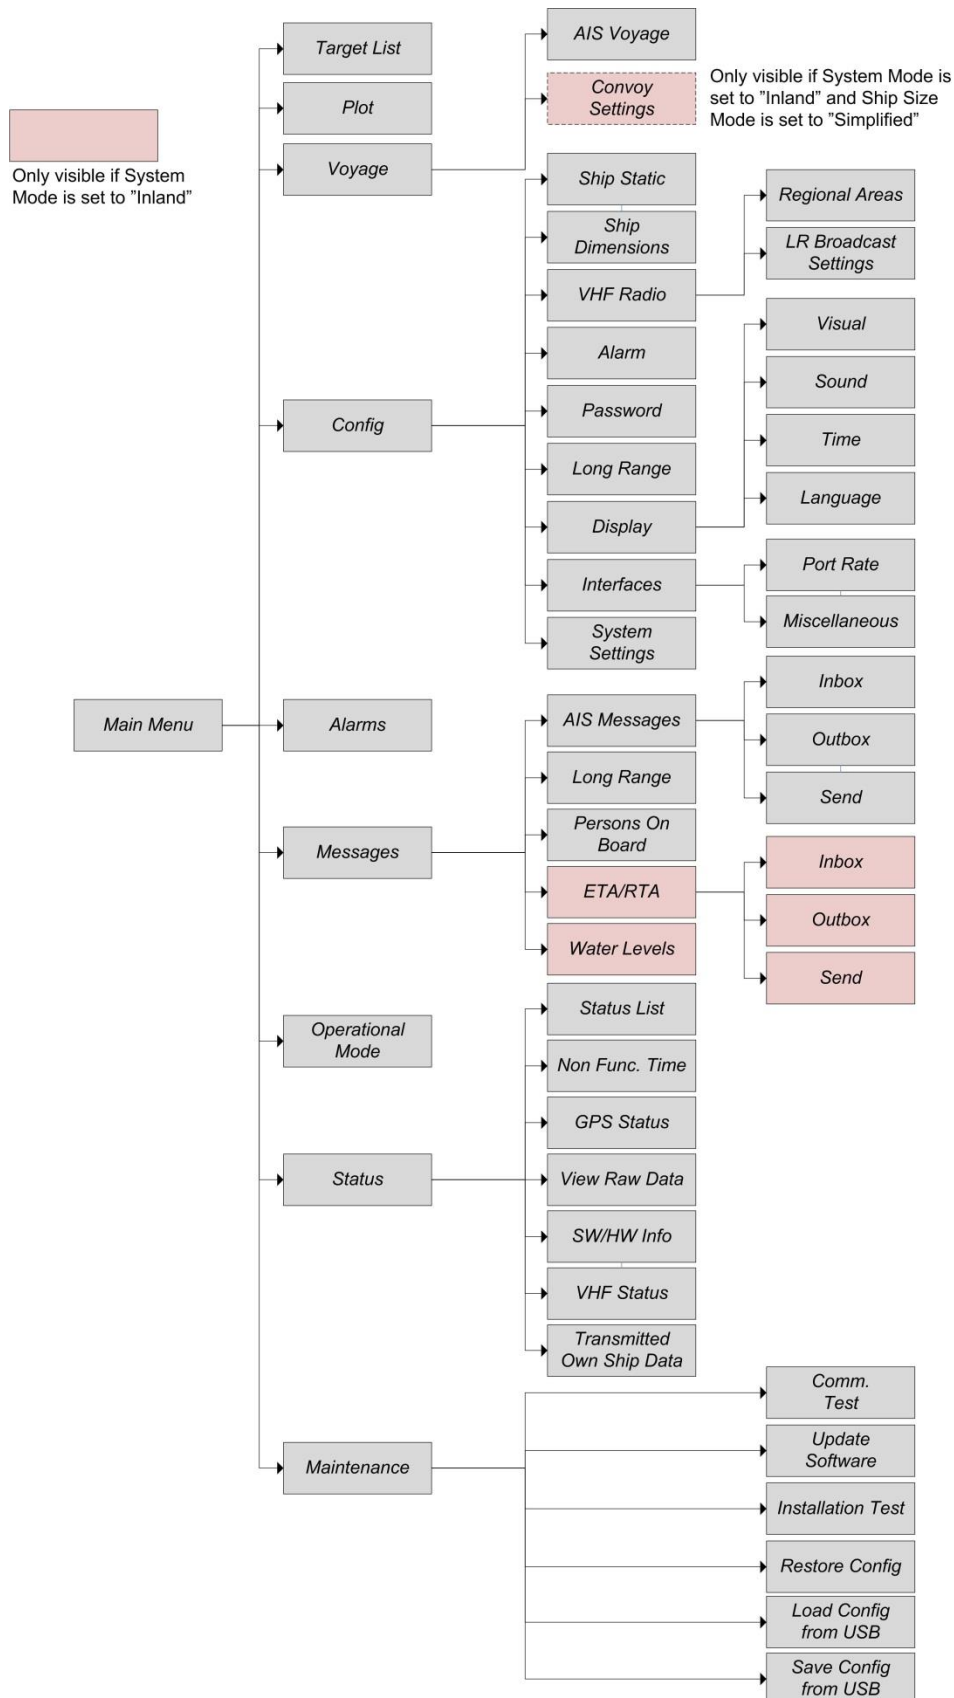 Target List
Plot
Voyage
Only visible if System
Mode is set to ”Inland”
AIS Voyage
Convoy
Settings
Only visible if System Mode is
set to ”Inland” and Ship Size
Mode is set to ”Simplified”
Ship Static
Ship
Dimensions
VHF Radio
Alarm
Password
Long Range
Display
Interfaces
System
Settings
Regional Areas
LR Broadcast
Settings
Visual
Sound
Time
Language
Port Rate
Miscellaneous
Config
Main Menu
Alarms
Messages
AIS Messages
Long Range
Persons On
Board
ETA/RTA
Water Levels
Inbox
Outbox
Send
Inbox
Outbox
Send
Operational
Mode
Status
Status List
Non Func. Time
GPS Status
View Raw Data
SW/HW Info
VHF Status
Transmitted
Own Ship Data
Maintenance
Comm.
Test
Update
Software
Installation Test
Restore Config
Load Config
from USB
Save Config
from USB